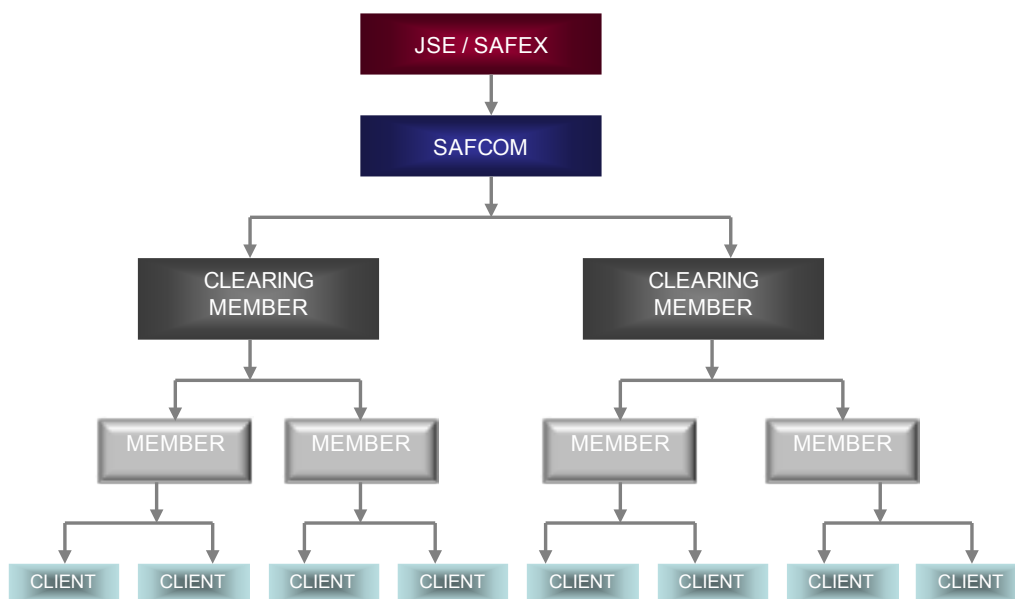 JSE / SAFEX
SAFCOM
CLEARING
MEMBER
CLEARING
MEMBER
MEMBER
MEMBER
MEMBER
MEMBER
CLIENT
CLIENT
CLIENT
CLIENT
CLIENT
CLIENT
CLIENT
CLIENT